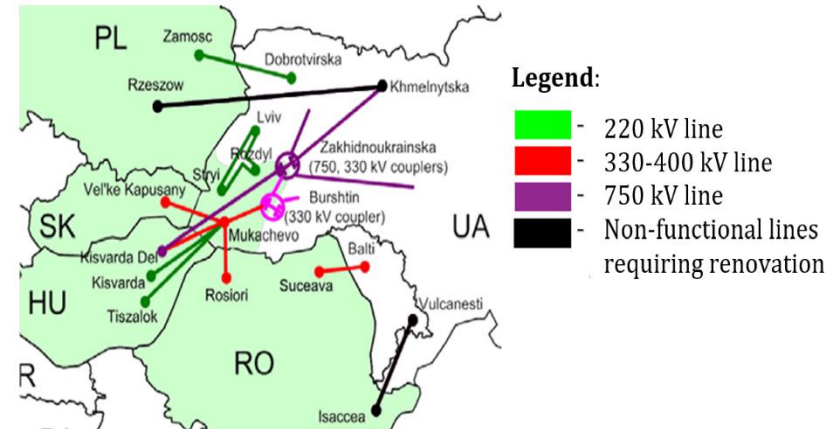 PL
Zamosc
Dobrotvirska
Rzeszow
Khmelnytska
Lviv
Rozdyl
Zakhidnoukrainska
(750, 330 kV couplers)
Stryi
Vel'ke Kapusany
Burshtin
(330 kV coupler)
SK
Mukachevo
UA
Kisvarda Del
Balti
Kisvarda
HU
Rosiori
Suceava
Tiszalok
Vulcanesti
RO
R
Isaccea
Legend:
- 220 kV line
- 330-400 kV line
- 750 kV line
- Non-functional lines
requiring renovation